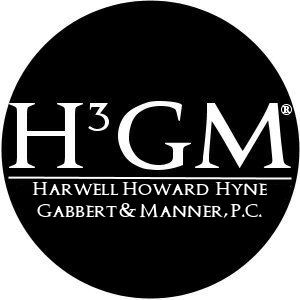 H³GM®
HARWELL HOWARD HYNE
GABBERT & MANNER, P.C.